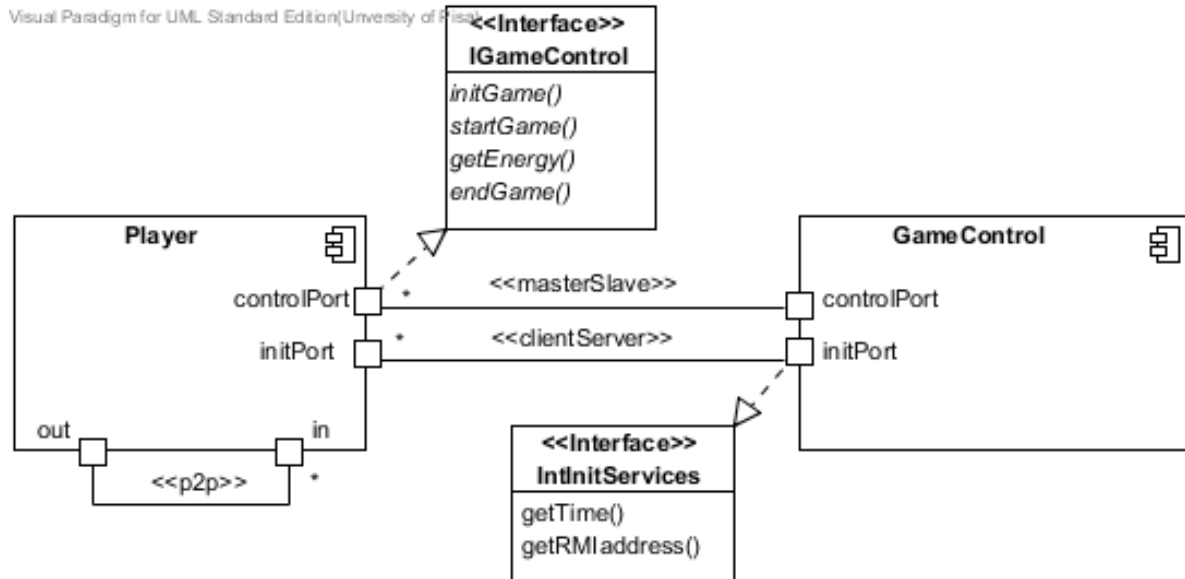 Visual Paradigm for UML Standard Edition(Unversity of Pisa)
<<Interface>>
IGameControl
initGame()
startGame()
getEnergy()
endGame()
Player
GameControl
controlPort
*
<<masterSlave>>
controlPort
initPort
*
<<clientServer>>
initPort
out
in
<<p2p>>
*
<<Interface>>
IntInitServices
getTime()
getRMIaddress()